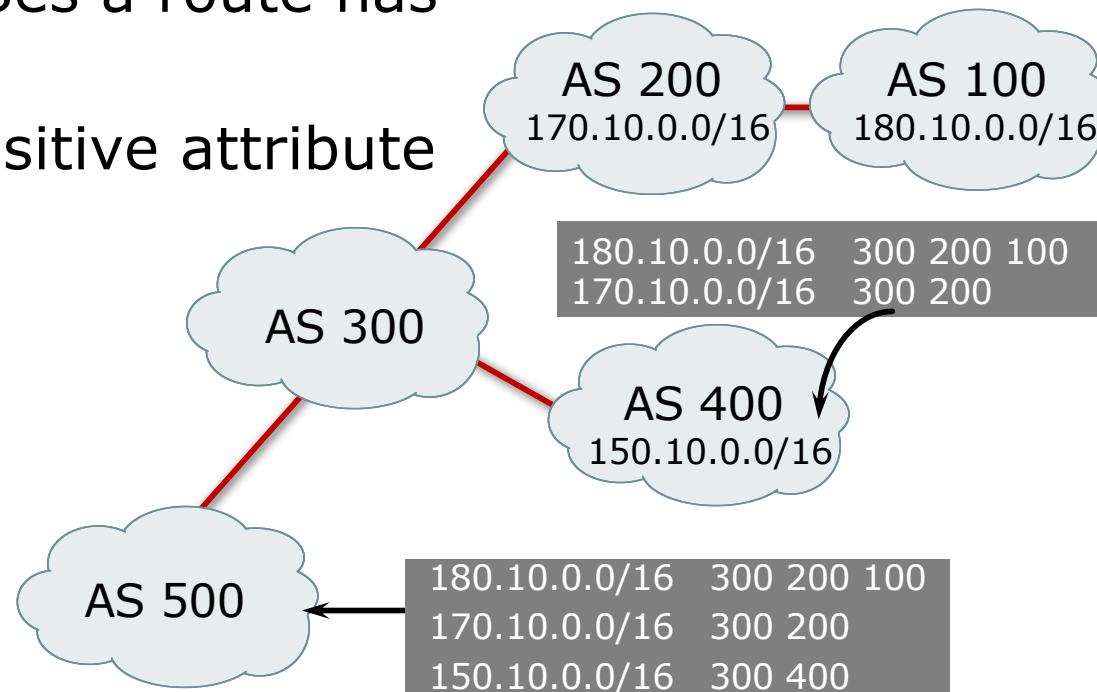 a route has
sitive attribute
AS 200
170.10.0.0/16
AS 100
180.10.0.0/16
180.10.0.0/16 300 200 100
170.10.0.0/16 300 200
AS 300
AS 400
150.10.0.0/16
AS 500
180.10.0.0/16 300 200 100
170.10.0.0/16 300 200
150.10.0.0/16 300 400